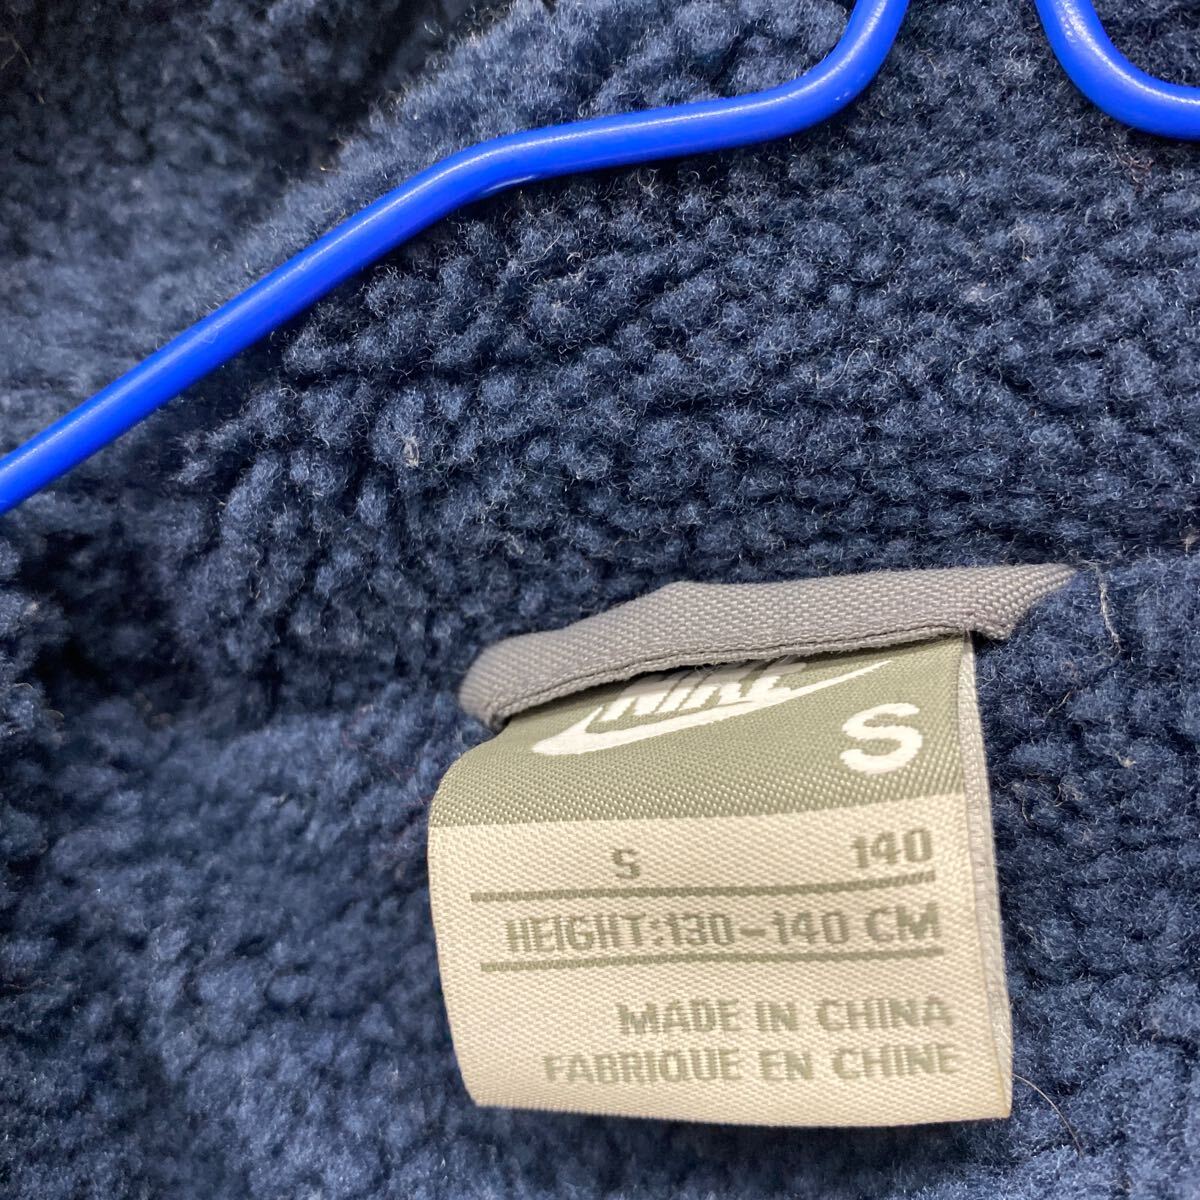 NIKE
S
S 140
HEIGHT:130-140 CM
MADE IN CHINA
FABRIQUE EN CHINE